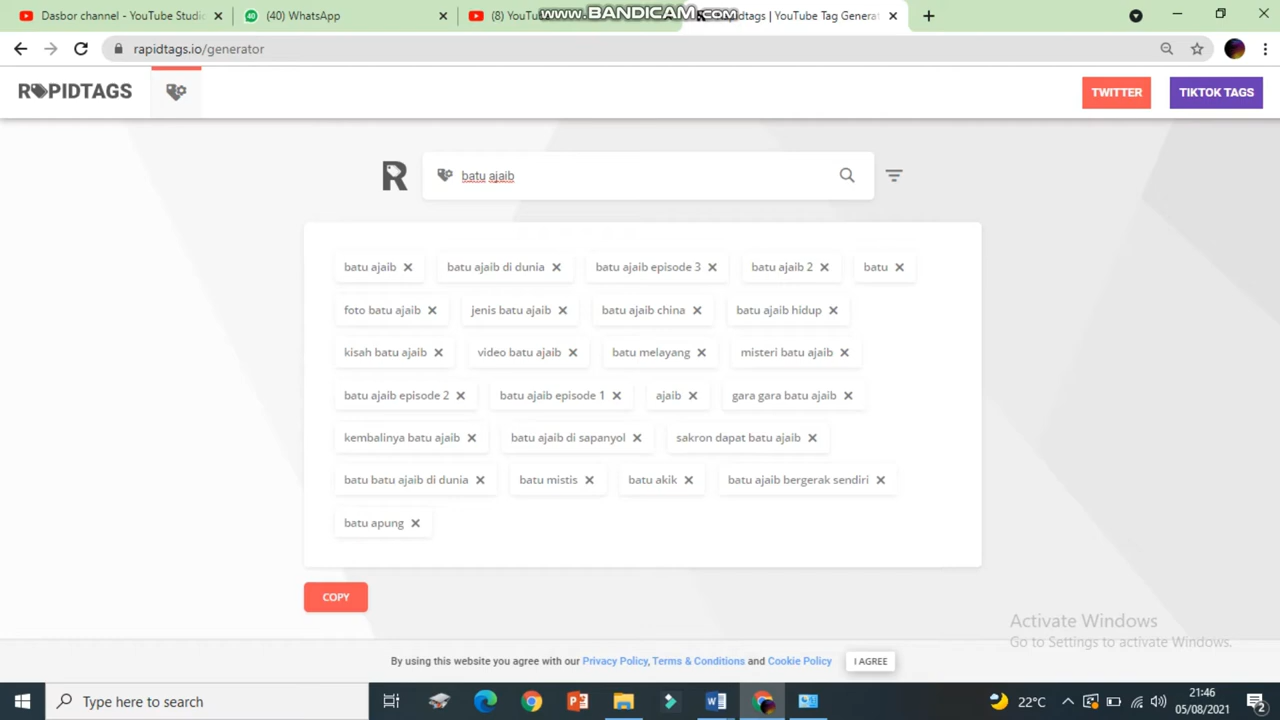 www.BANDICAM.com
Dasbor channel - YouTube Studio
(40) WhatsApp
(8) YouT
idtags | YouTube Tag Generat
rapidtags.io/generator
RAPIDTAGS
TWITTER
TIKTOK TAGS
R
batu ajaib
batu ajaib
batu ajaib di dunia
batu ajaib episode 3
batu ajaib 2
batu
foto batu ajaib
jenis batu ajaib
batu ajaib china
batu ajaib hidup
kisah batu ajaib
video batu ajaib
batu melayang
misteri batu ajaib
batu ajaib episode 2
batu ajaib episode 1
ajaib
gara gara batu ajaib
kembalinya batu ajaib
batu ajaib di sapanyol
sakron dapat batu ajaib
batu batu ajaib di dunia
batu mistis
batu akik
batu ajaib bergerak sendiri
batu apung
COPY
Activate Windows
Go to Settings to activate Windows.
By using this website you agree with our Privacy Policy, Terms & Conditions and Cookie Policy
I AGREE
Type here to search
22°C
21:46
05/08/2021
2